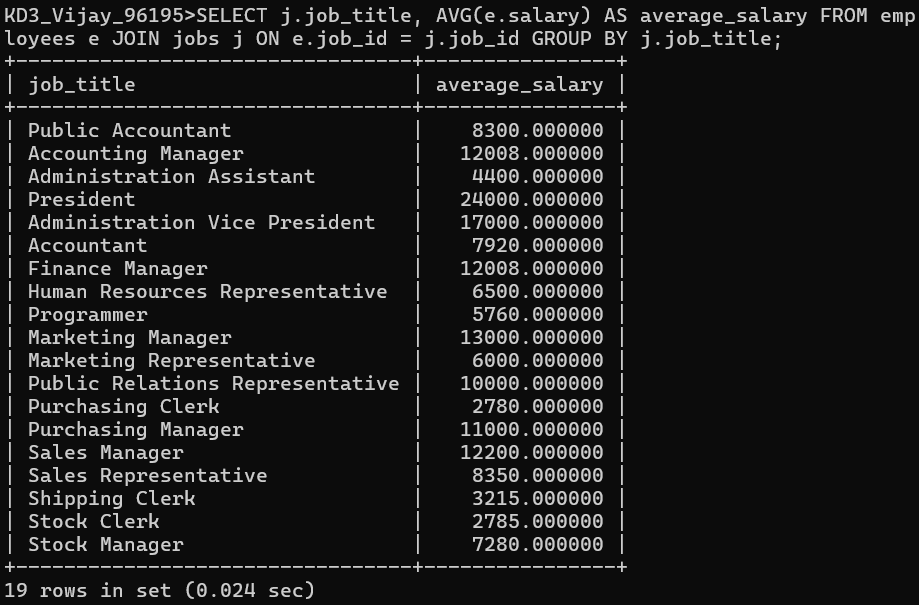 KD3_Vijay_96195>SELECT j.job_title, AVG(e.salary) AS average_salary FROM emp
loyees e JOIN jobs j ON e.job_id = j.job_id GROUP BY j.job_title;
+---------------------------------+----------------+
| job_title                       | average_salary |
+---------------------------------+----------------+
| Public Accountant               |    8300.000000 |
| Accounting Manager              |   12008.000000 |
| Administration Assistant        |    4400.000000 |
| President                       |   24000.000000 |
| Administration Vice President   |   17000.000000 |
| Accountant                      |    7920.000000 |
| Finance Manager                 |   12008.000000 |
| Human Resources Representative  |    6500.000000 |
| Programmer                      |    5760.000000 |
| Marketing Manager               |   13000.000000 |
| Marketing Representative        |    6000.000000 |
| Public Relations Representative |   10000.000000 |
| Purchasing Clerk                |    2780.000000 |
| Purchasing Manager              |   11000.000000 |
| Sales Manager                   |   12200.000000 |
| Sales Representative            |    8350.000000 |
| Shipping Clerk                  |    3215.000000 |
| Stock Clerk                     |    2785.000000 |
| Stock Manager                   |    7280.000000 |
+---------------------------------+----------------+
19 rows in set (0.024 sec)